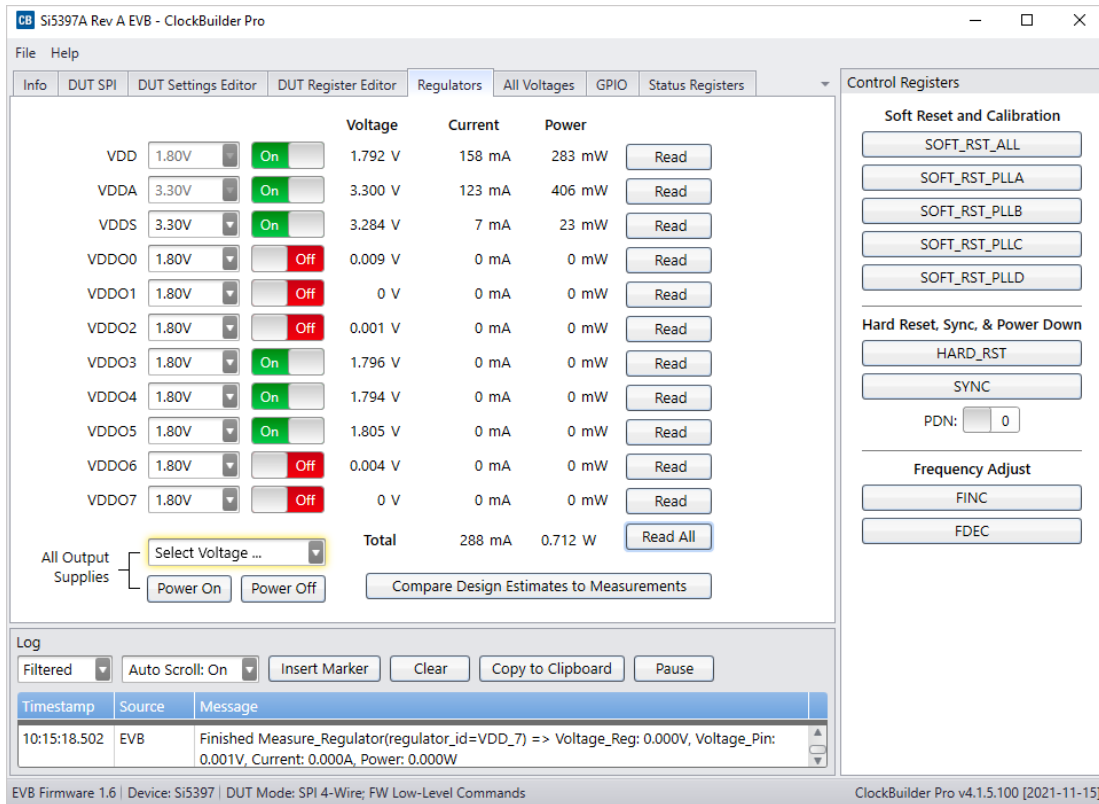 CB Si5397A Rev A EVB - ClockBuilder Pro
File Help
Info DUT SPI DUT Settings Editor DUT Register Editor Regulators All Voltages GPIO Status Registers
Voltage Current Power
VDD 1.80V On 1.792 V 158 mA 283 mW Read
VDDA 3.30V On 3.300 V 123 mA 406 mW Read
VDDS 3.30V On 3.284 V 7 mA 23 mW Read
VDDO0 1.80V Off 0.009 V 0 mA 0 mW Read
VDDO1 1.80V Off 0 V 0 mA 0 mW Read
VDDO2 1.80V Off 0.001 V 0 mA 0 mW Read
VDDO3 1.80V On 1.796 V 0 mA 0 mW Read
VDDO4 1.80V On 1.794 V 0 mA 0 mW Read
VDDO5 1.80V On 1.805 V 0 mA 0 mW Read
VDDO6 1.80V Off 0.004 V 0 mA 0 mW Read
VDDO7 1.80V Off 0 V 0 mA 0 mW Read
Total 288 mA 0.712 W Read All
All Output
Supplies
Select Voltage ...
Power On Power Off
Compare Design Estimates to Measurements
Control Registers
Soft Reset and Calibration
SOFT_RST_ALL
SOFT_RST_PLLA
SOFT_RST_PLLB
SOFT_RST_PLLC
SOFT_RST_PLLD
Hard Reset, Sync, & Power Down
HARD_RST
SYNC
PDN: 0
Frequency Adjust
FINC
FDEC
Log
Filtered Auto Scroll: On Insert Marker Clear Copy to Clipboard Pause
Timestamp Source Message
10:15:18.502 EVB Finished Measure_Regulator(regulator_id=VDD_7) => Voltage_Reg: 0.000V, Voltage_Pin:
0.001V, Current: 0.000A, Power: 0.000W
EVB Firmware 1.6 Device: Si5397 DUT Mode: SPI 4-Wire; FW Low-Level Commands ClockBuilder Pro v4.1.5.100 [2021-11-15]